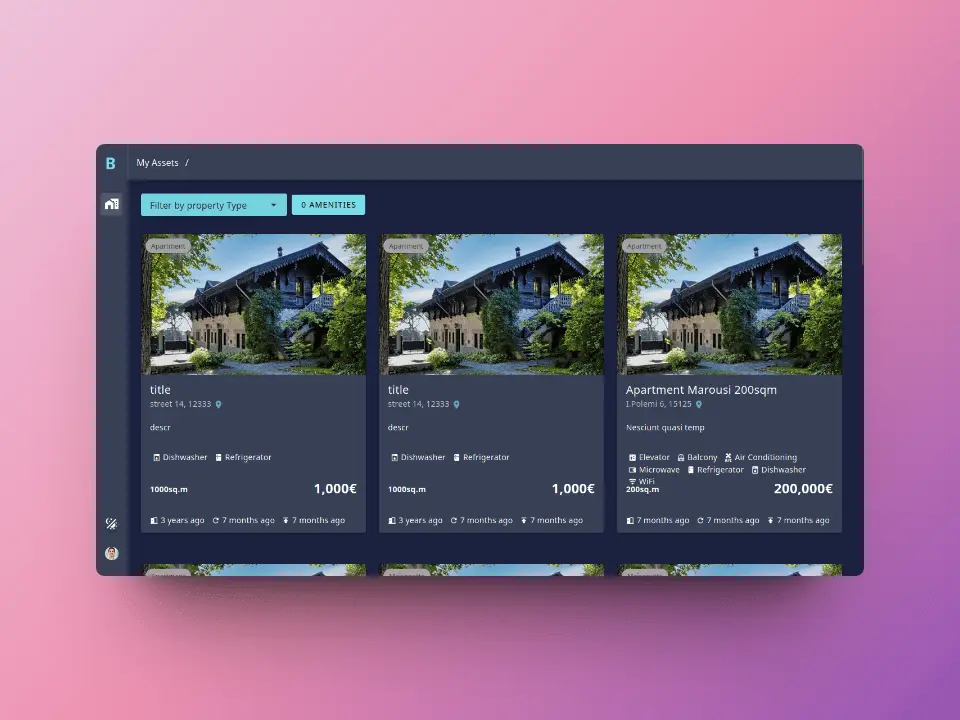 B
My Assets /
Filter by property Type
0 AMENITIES
Apartment
title
street 14, 12333
descr
Dishwasher Refrigerator
1000sq.m
1,000€
3 years ago 7 months ago 7 months ago
Apartment
title
street 14, 12333
descr
Dishwasher Refrigerator
1000sq.m
1,000€
3 years ago 7 months ago 7 months ago
Apartment
Apartment Marousi 200sqm
I.Polemi 6, 15125
Nesciunt quasi temp
Elevator Balcony Air Conditioning
Microwave Refrigerator Dishwasher
WiFi
200sq.m
200,000€
7 months ago 7 months ago 7 months ago